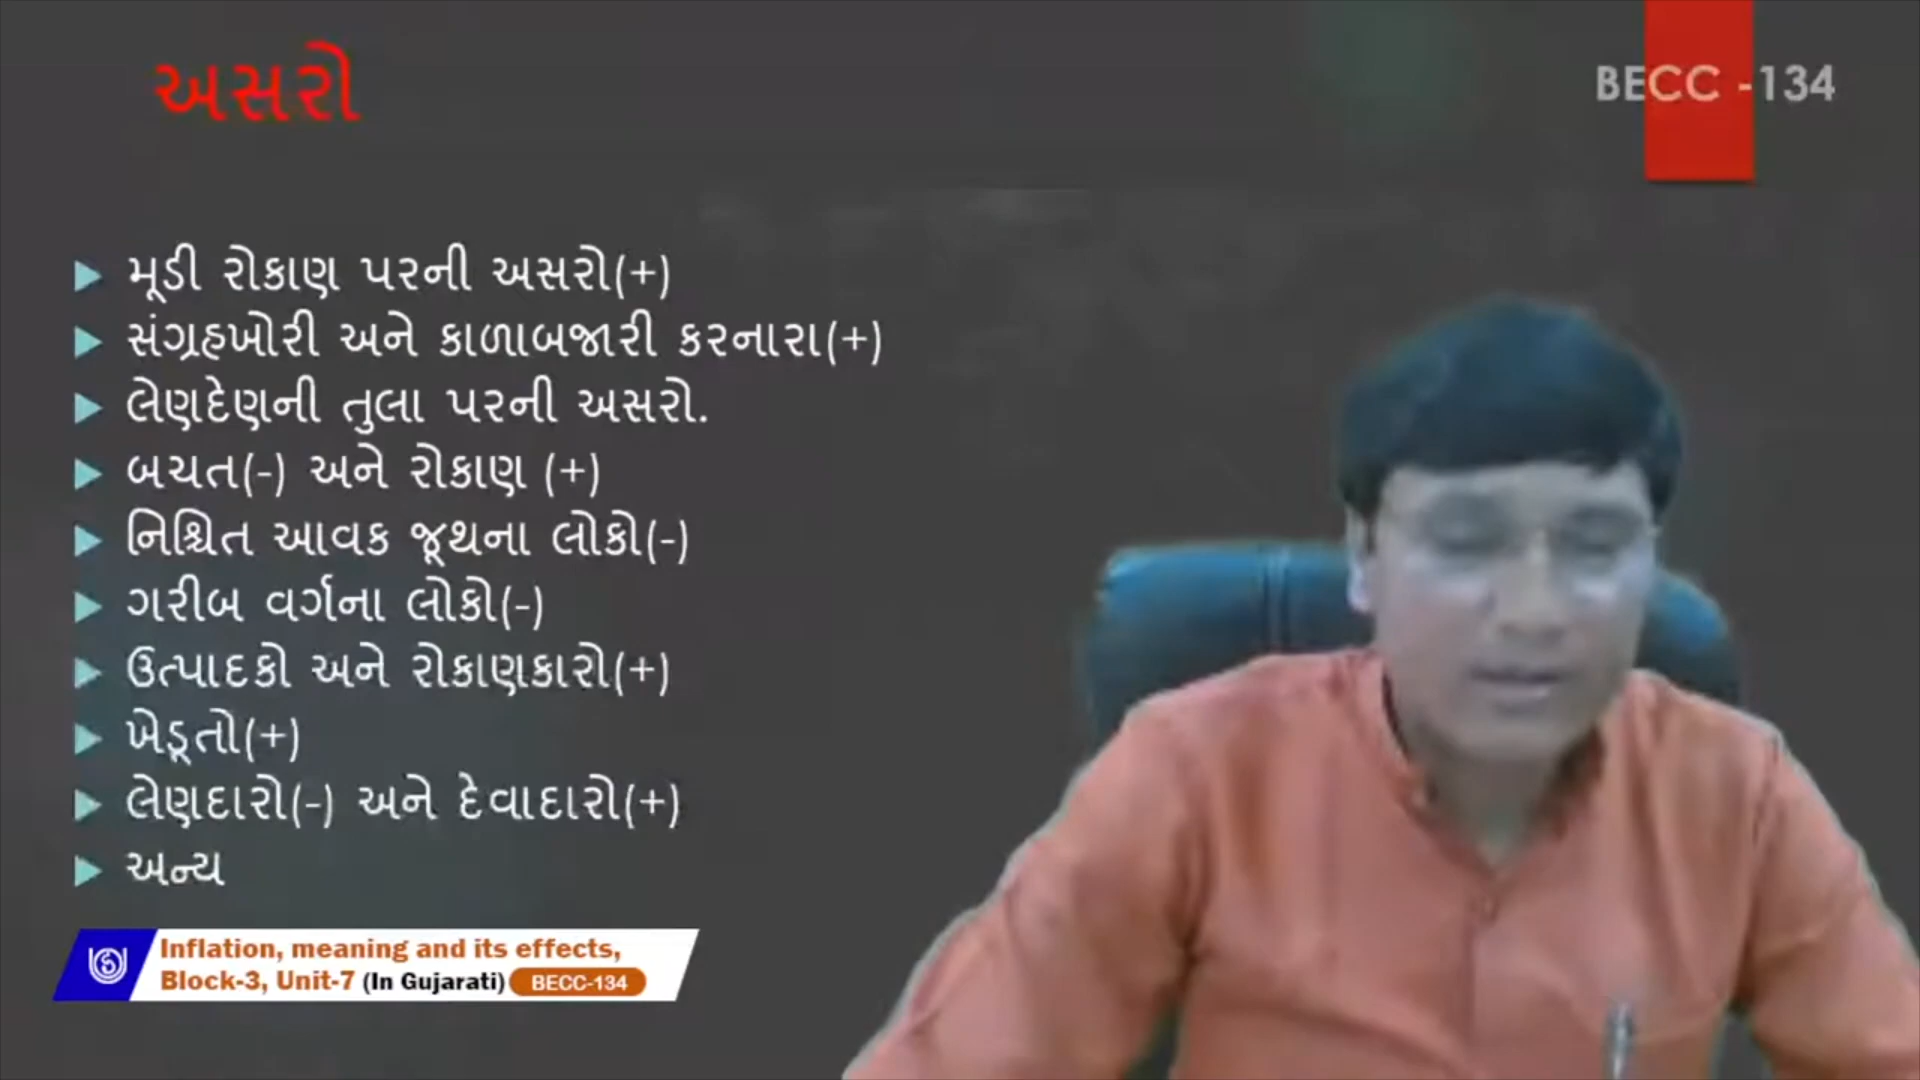 અસરો
BECC -134
મૂડી રોકાણ પરની અસરો(+)
સંગ્રહખોરી અને કાળાબજારી કરનારા(+)
લેણદેણની તુલા પરની અસરો.
બચત(-) અને રોકાણ (+)
નિશ્ચિત આવક જૂથના લોકો(-)
ગરીબ વર્ગના લોકો(-)
ઉત્પાદકો અને રોકાણકારો(+)
ખેડૂતો(+)
લેણદારો(-) અને દેવાદારો(+)
અન્ય
Inflation, meaning and its effects,
Block-3, Unit-7 (In Gujarati) BECC-134